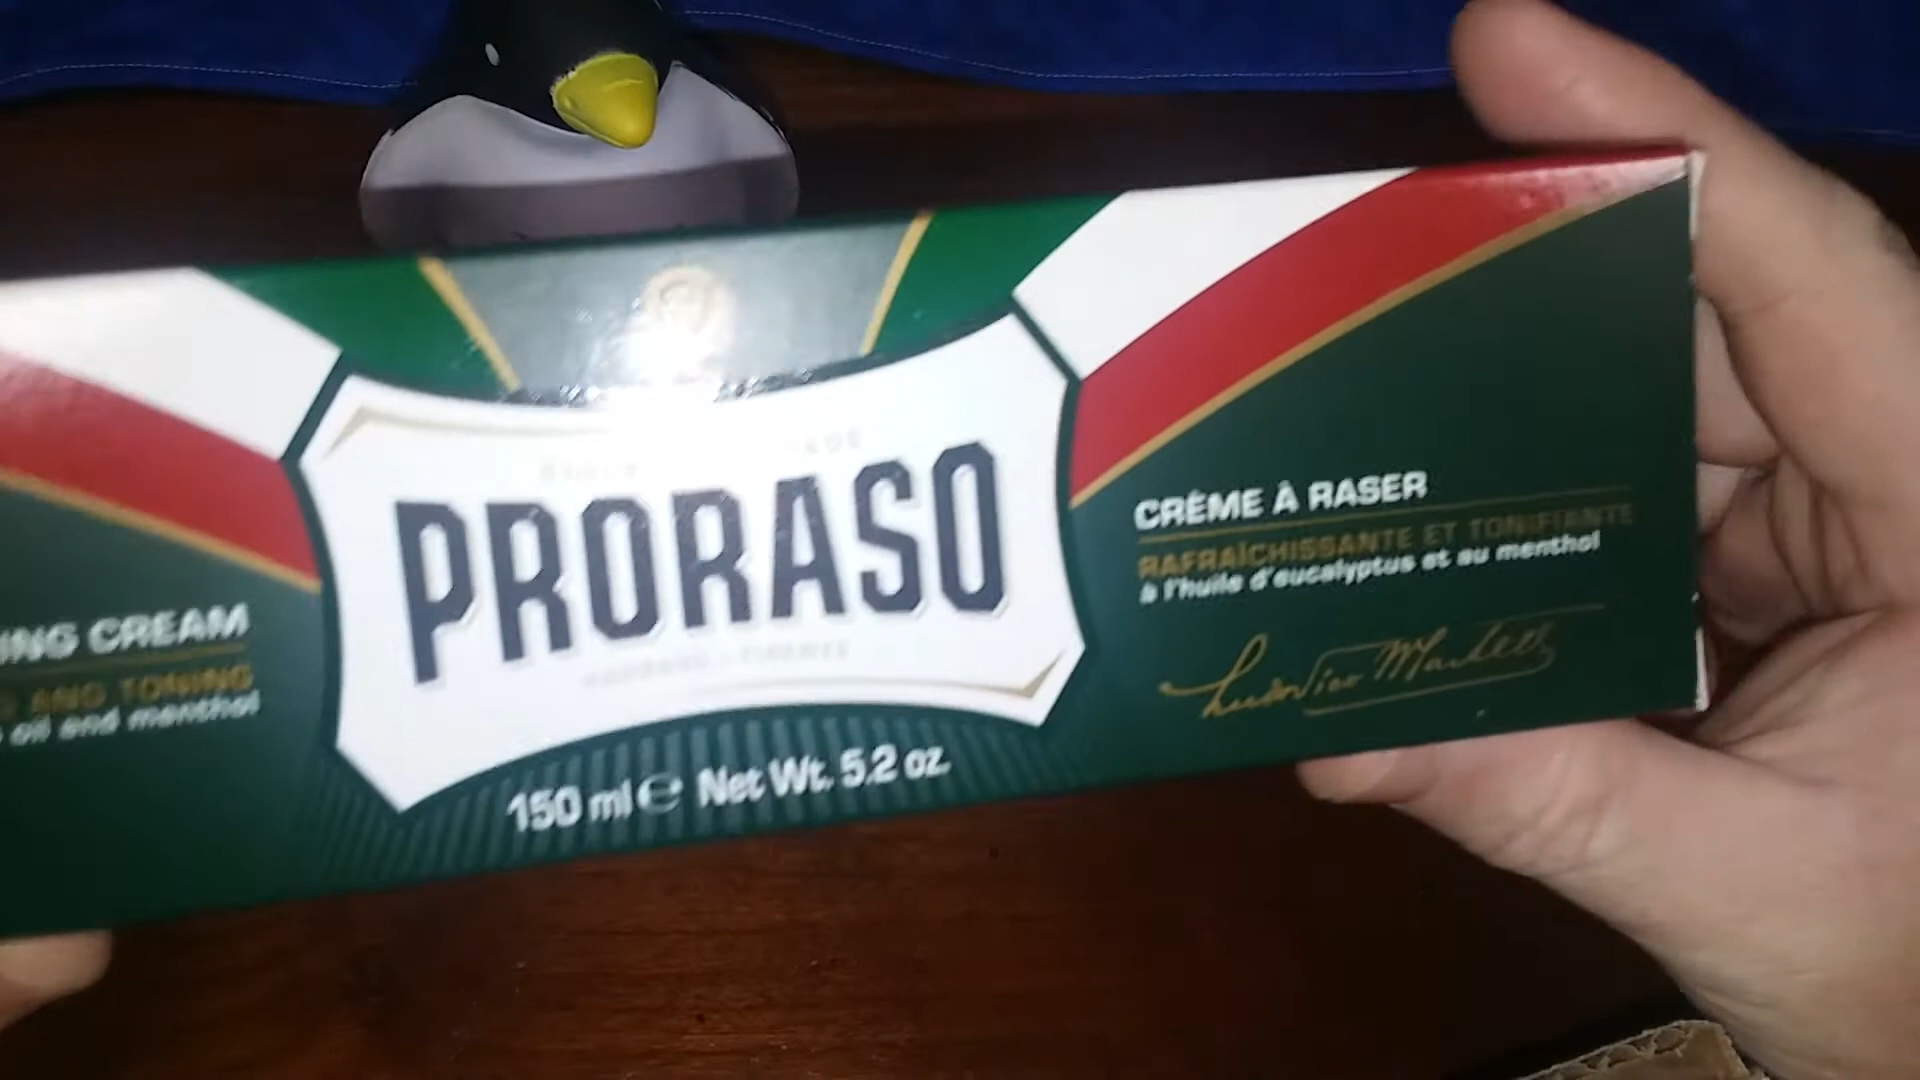 PRORASO
150 ml e Net Wt. 5.2 oz.
CRÈME À RASER
RAFRAÎCHISSANTE ET TONIFIANTE
à l'huile d'eucalyptus et au menthol
ING CREAM
AND TONING
oil and menthol